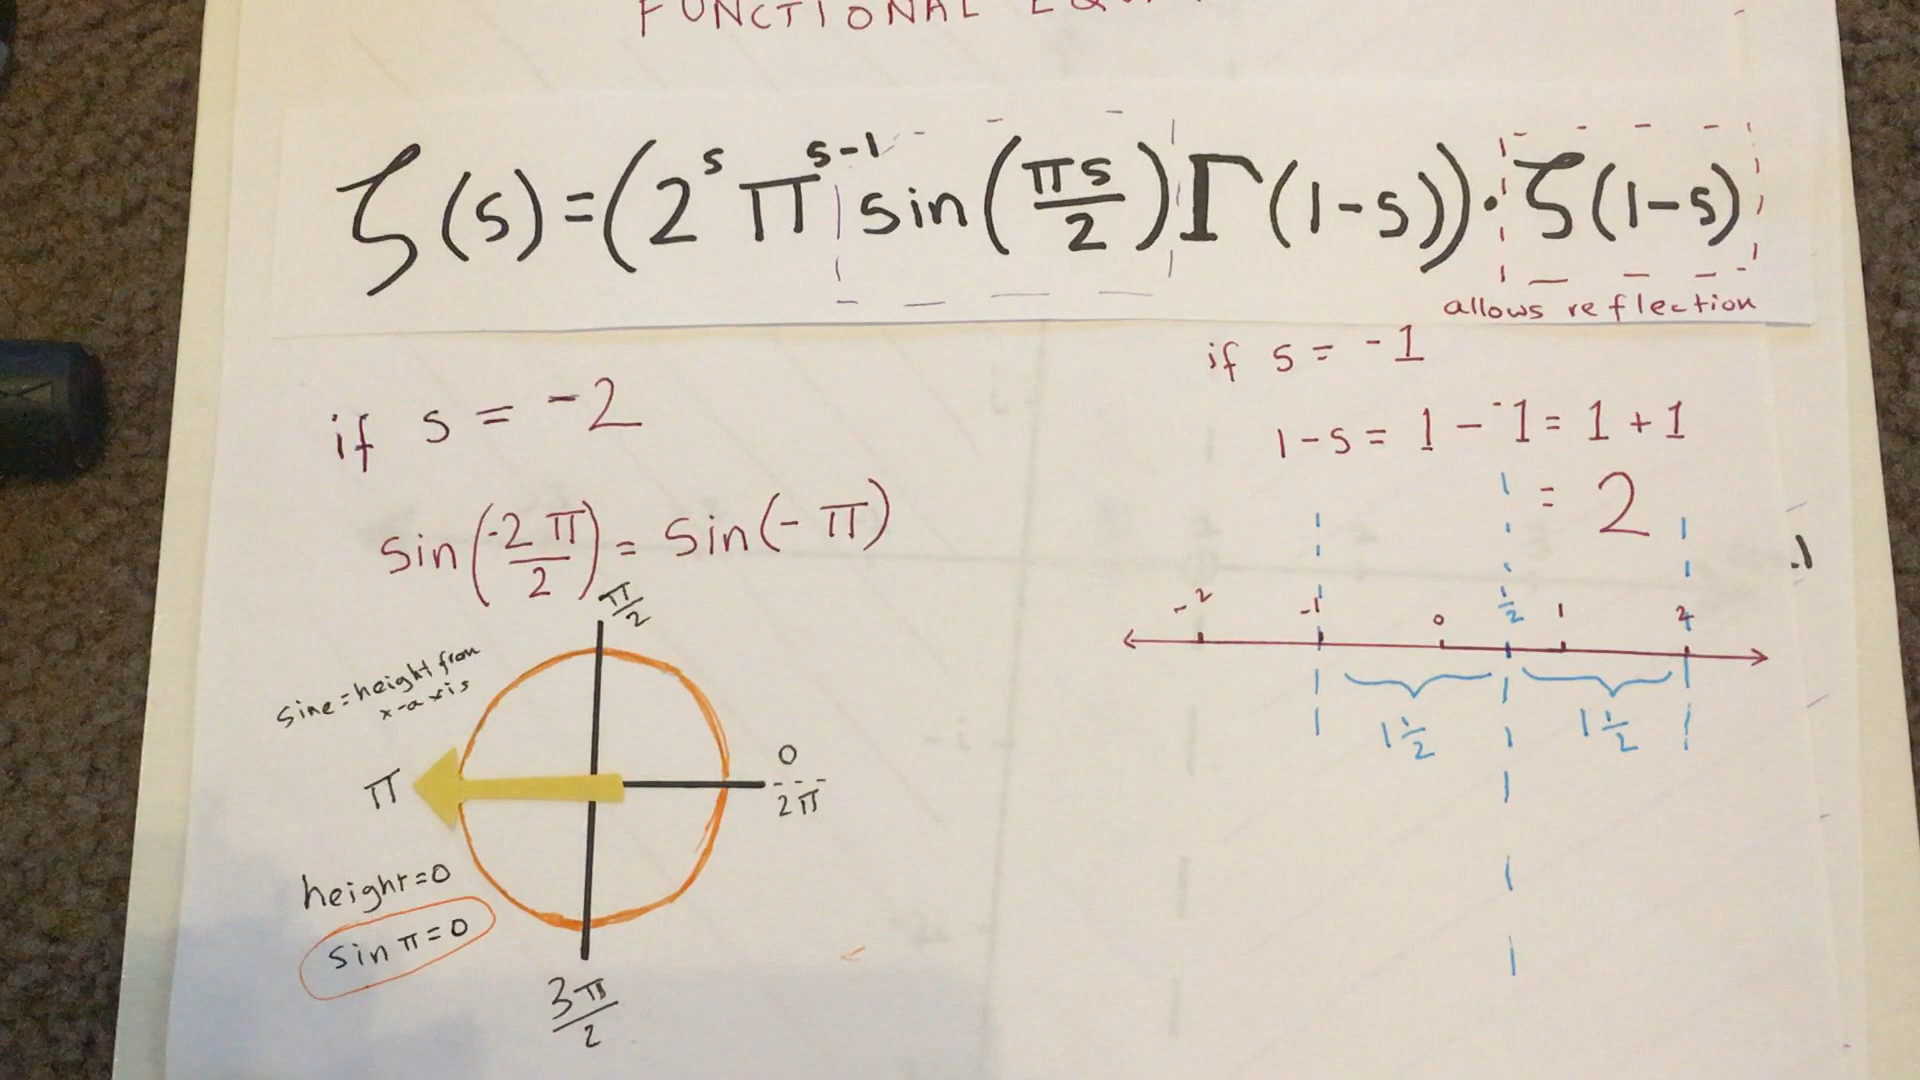 FUNCTIONAL
ζ(s)=(2^s π^(s-1) sin(πs/2)Γ(1-s))·ζ(1-s)
allows reflection
if s = -2
sin(-2π/2) = sin(-π)
π/2
sine = height from
x-axis
π
0
2π
height=0
sin π=0
3π/2
if s = -1
1-s = 1 - -1 = 1+1
= 2
-2 -1 0 1/2 1 2
1 1/2 1 1/2